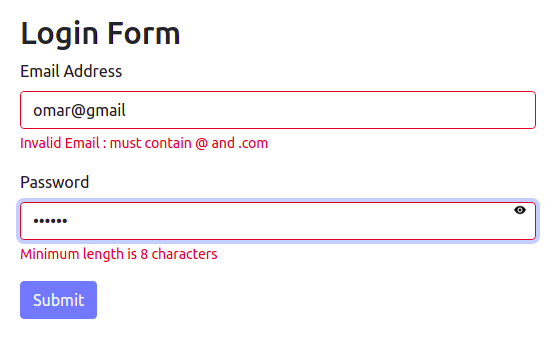 Login Form
Email Address
omar@gmail
Invalid Email : must contain @ and .com
Password
••••••
Minimum length is 8 characters
Submit